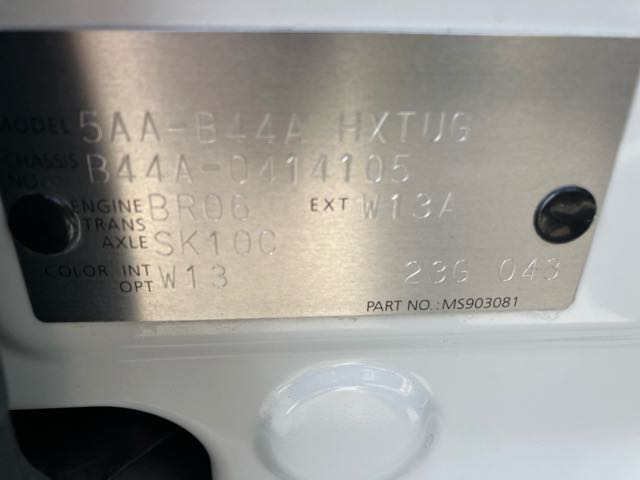 MODEL 5AA-B44A HXTUG
CHASSIS NO. B44A-0414105
ENGINE BR06 EXT W13A
TRANS AXLE SK10C
COLOR INT OPT W13 23G 043
PART NO.:MS903081